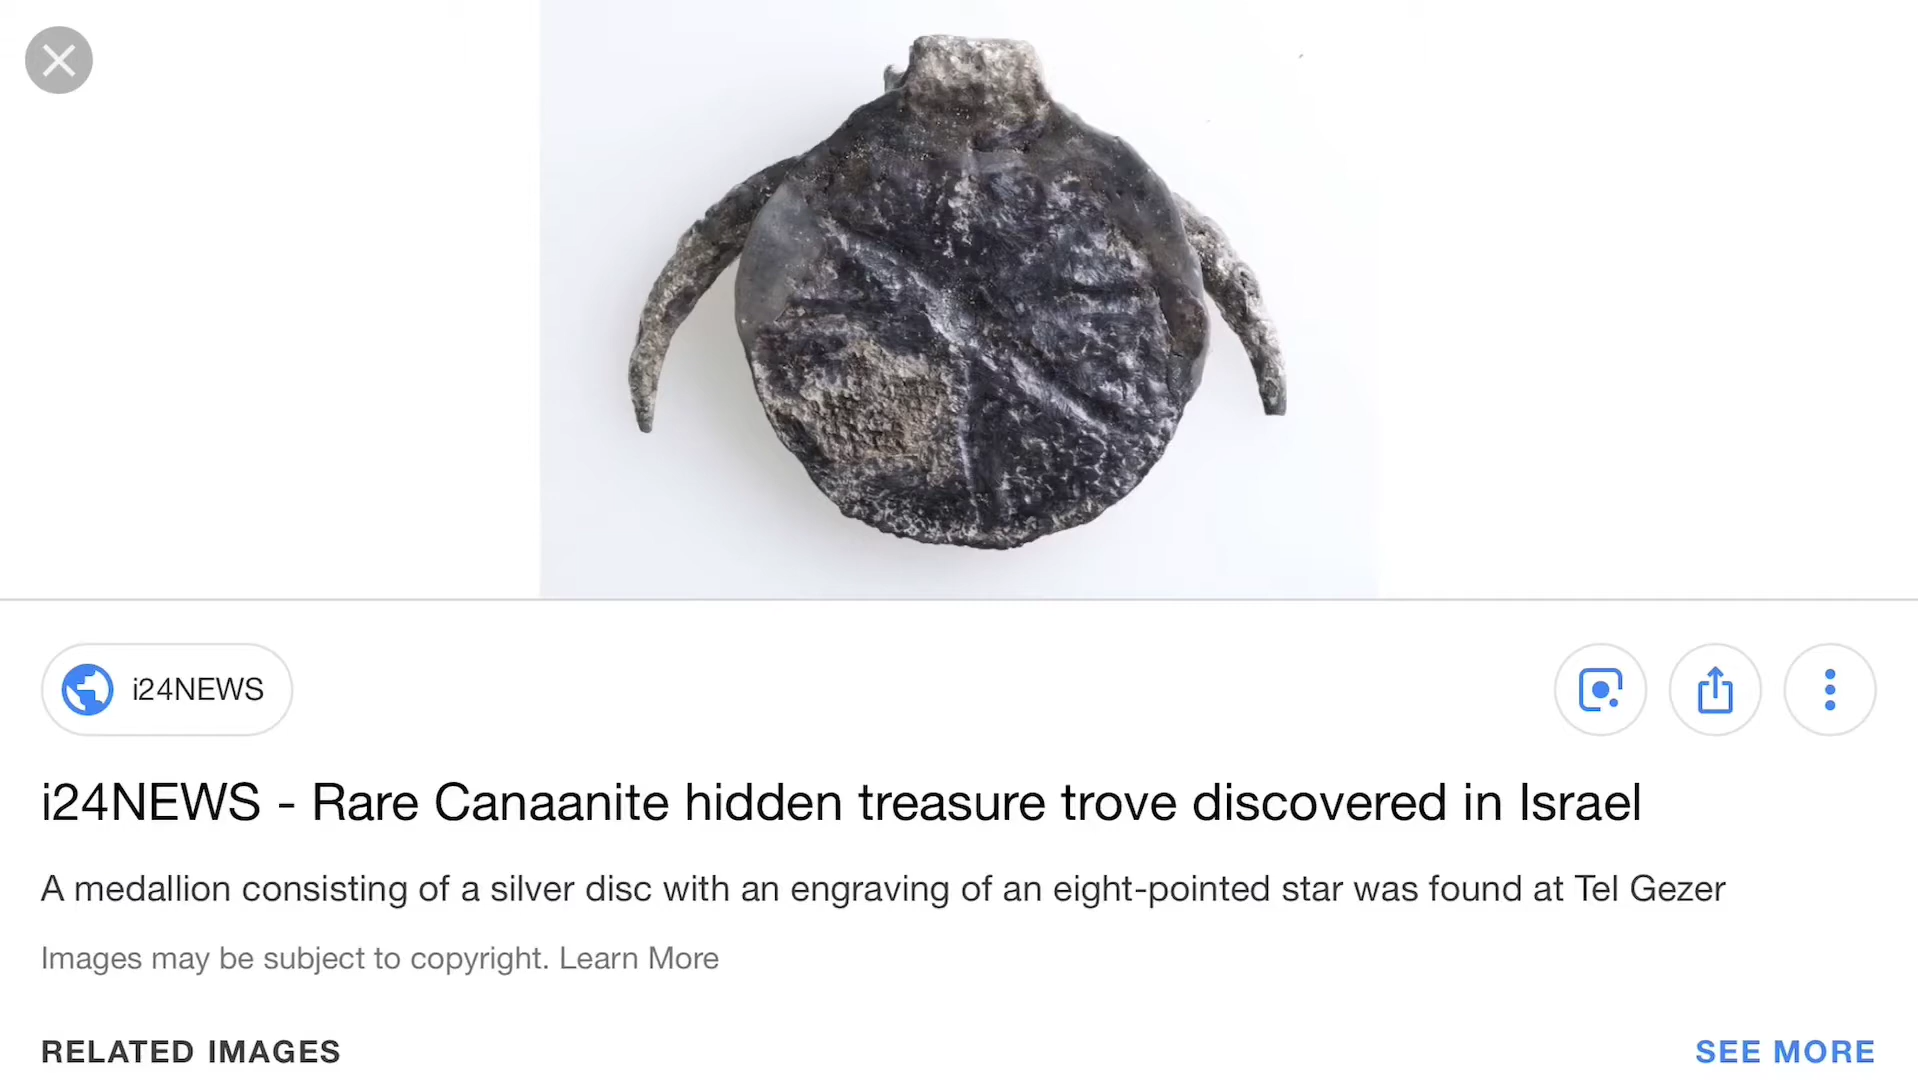 i24NEWS
i24NEWS - Rare Canaanite hidden treasure trove discovered in Israel
A medallion consisting of a silver disc with an engraving of an eight-pointed star was found at Tel Gezer
Images may be subject to copyright. Learn More
RELATED IMAGES
SEE MORE